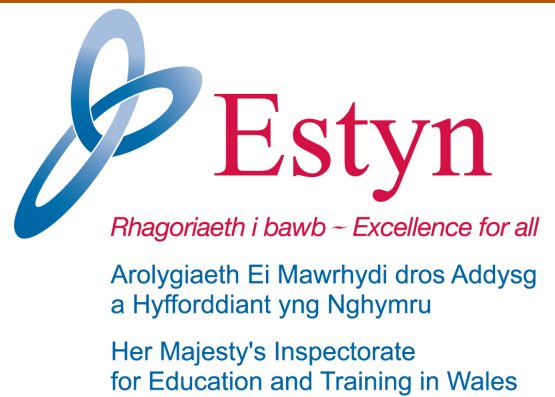 Estyn
Rhagoriaeth i bawb ~ Excellence for all
Arolygiaeth Ei Mawrhydi dros Addysg
a Hyfforddiant yng Nghymru
Her Majesty's Inspectorate
for Education and Training in Wales